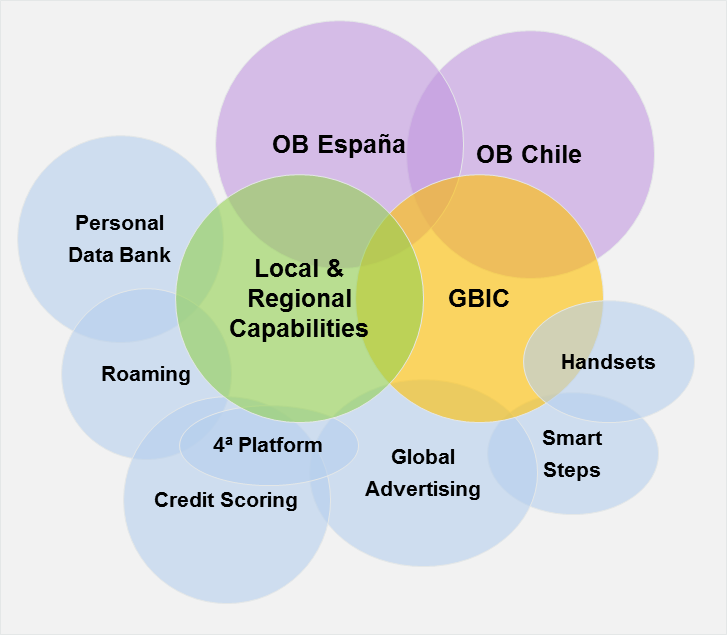 OB España
OB Chile
Personal
Data Bank
Local &
Regional
Capabilities
GBIC
Roaming
Handsets
4ª Platform
Global
Advertising
Smart
Steps
Credit Scoring